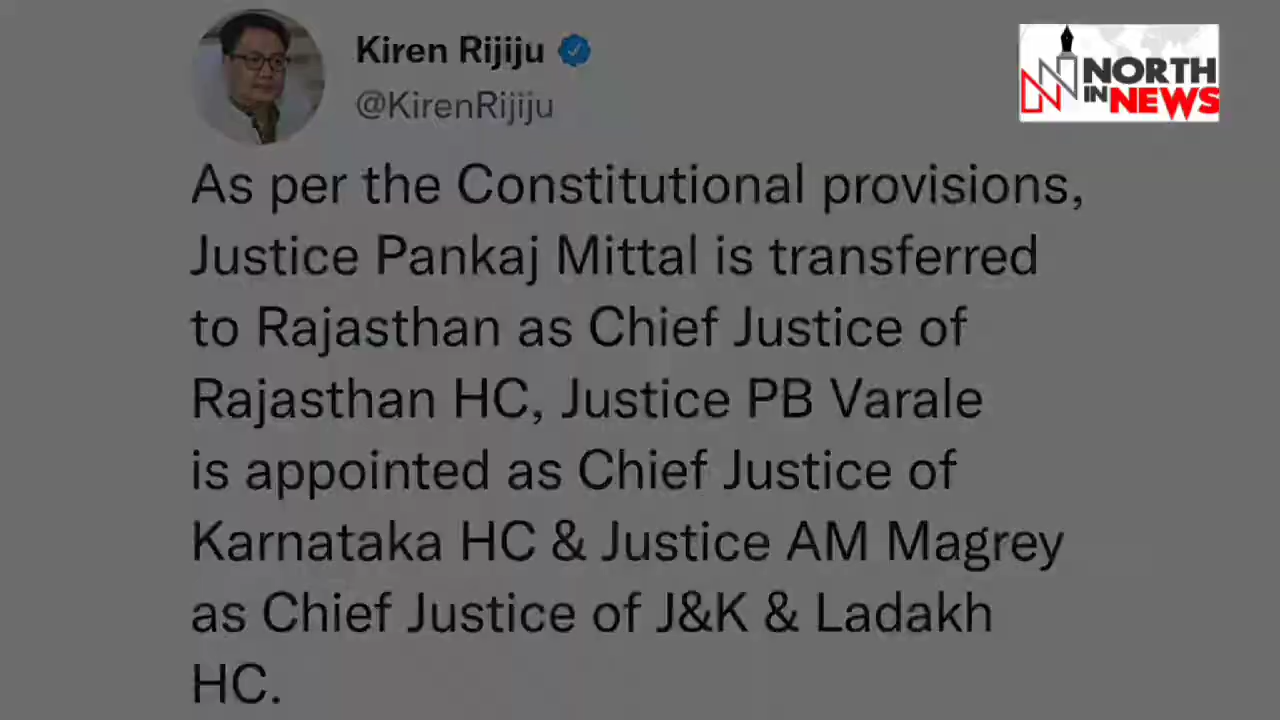 Kiren Rijiju
@KirenRijiju
NORTH
IN NEWS
As per the Constitutional provisions,
Justice Pankaj Mittal is transferred
to Rajasthan as Chief Justice of
Rajasthan HC, Justice PB Varale
is appointed as Chief Justice of
Karnataka HC & Justice AM Magrey
as Chief Justice of J&K & Ladakh
HC.